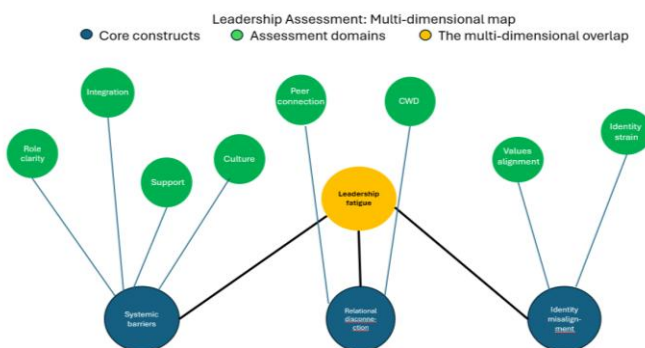 Leadership Assessment: Multi-dimensional map
Core constructs
Assessment domains
The multi-dimensional overlap
Integration
Peer
connection
CWD
Identity
strain
Role
clarity
Values
alignment
Culture
Support
Leadership
fatigue
Systemic
barriers
Relational
disconne-
ction
Identity
misalign-
ment